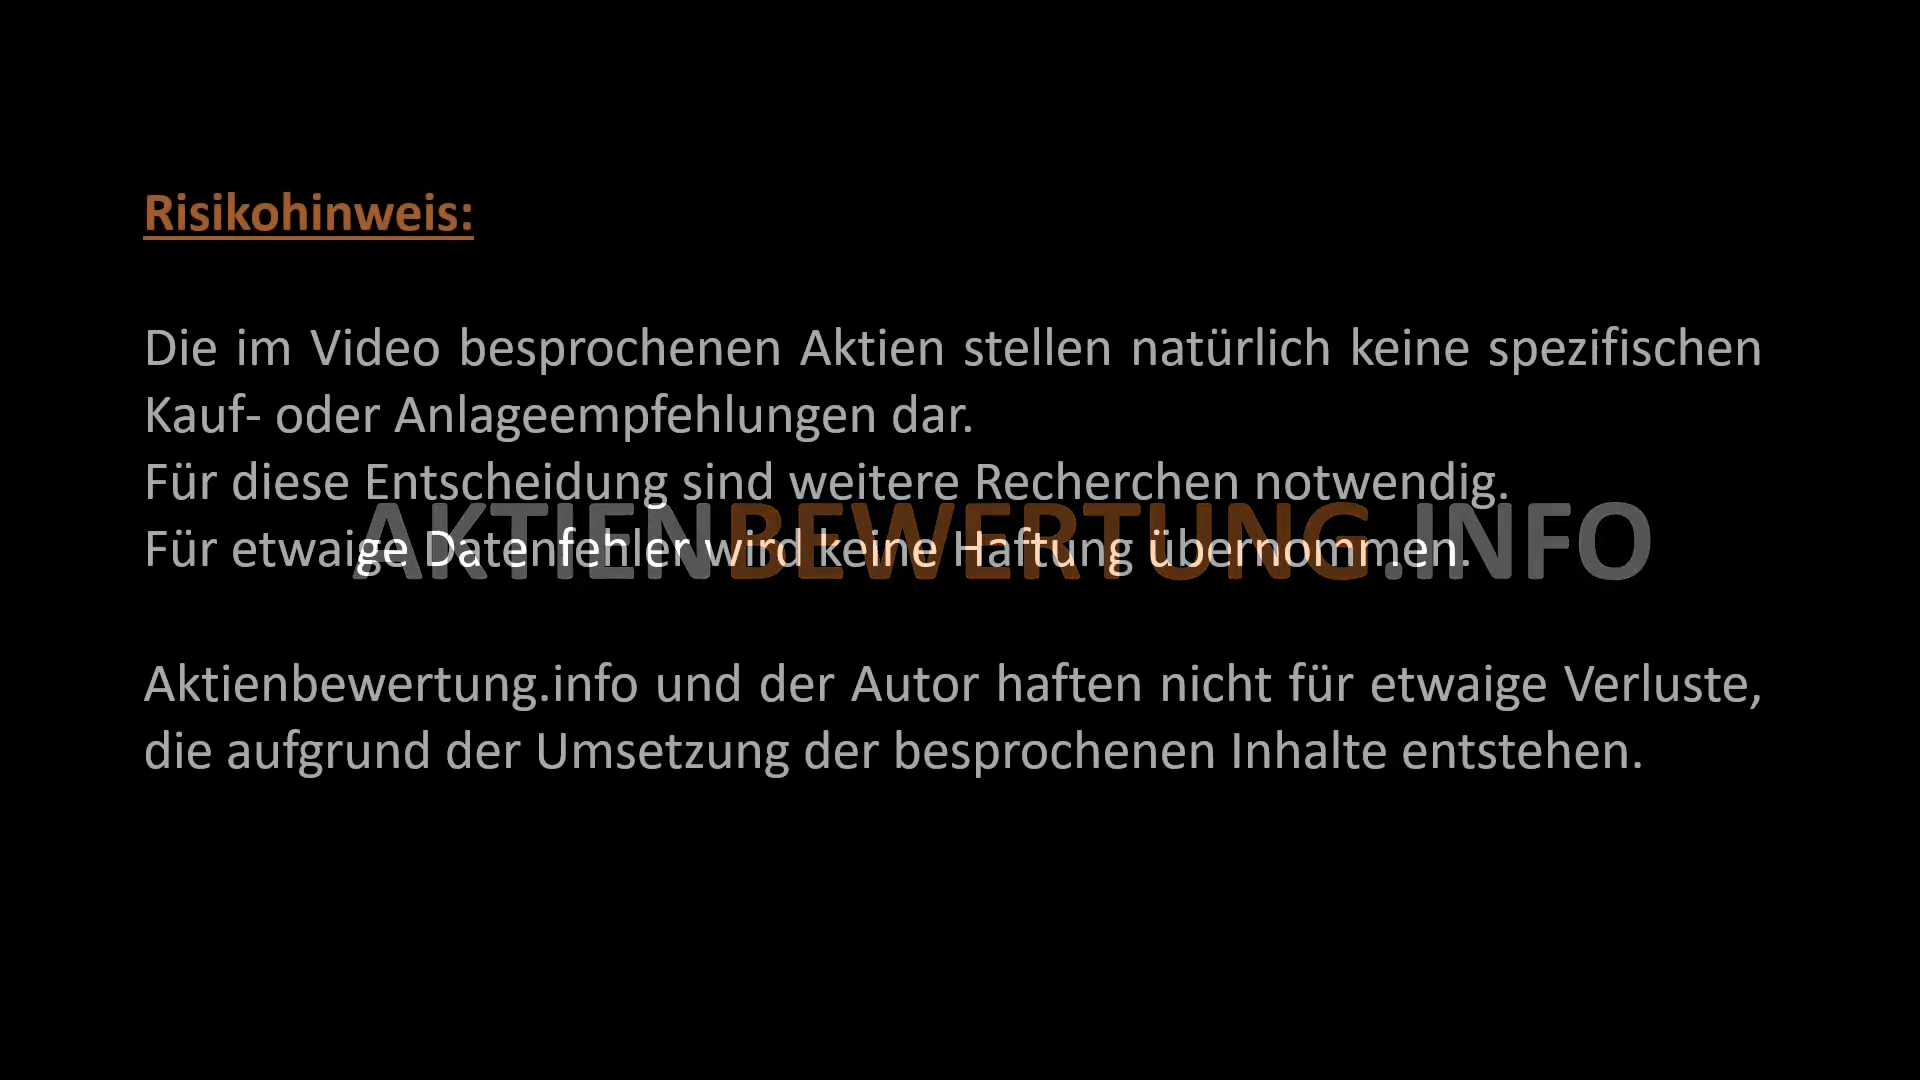 Risikohinweis:
Die im Video besprochenen Aktien stellen natürlich keine spezifischen
Kauf- oder Anlageempfehlungen dar.
Für diese Entscheidung sind weitere Recherchen notwendig.
AKTIENBEWERTUNG.INFO
Für etwaige Datenfehler wird keine Haftung übernommen.
Aktienbewertung.info und der Autor haften nicht für etwaige Verluste,
die aufgrund der Umsetzung der besprochenen Inhalte entstehen.